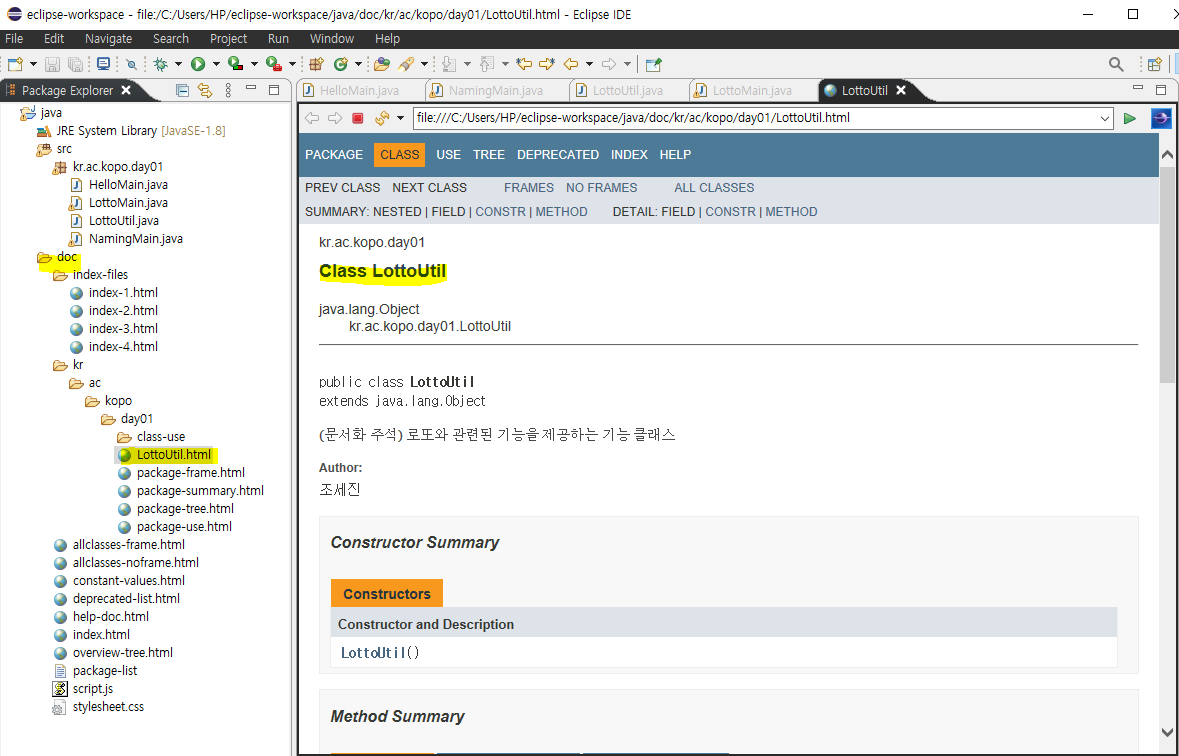 eclipse-workspace - file:/C:/Users/HP/eclipse-workspace/java/doc/kr/ac/kopo/day01/LottoUtil.html - Eclipse IDE
File Edit Navigate Search Project Run Window Help
Package Explorer
HelloMain.java NamingMain.java LottoUtil.java LottoMain.java LottoUtil
java
JRE System Library [JavaSE-1.8]
src
kr.ac.kopo.day01
HelloMain.java
LottoMain.java
LottoUtil.java
NamingMain.java
doc
index-files
index-1.html
index-2.html
index-3.html
index-4.html
kr
ac
kopo
day01
class-use
LottoUtil.html
package-frame.html
package-summary.html
package-tree.html
package-use.html
allclasses-frame.html
allclasses-noframe.html
constant-values.html
deprecated-list.html
help-doc.html
index.html
overview-tree.html
package-list
script.js
stylesheet.css
file:///C:/Users/HP/eclipse-workspace/java/doc/kr/ac/kopo/day01/LottoUtil.html
PACKAGE CLASS USE TREE DEPRECATED INDEX HELP
PREV CLASS NEXT CLASS FRAMES NO FRAMES ALL CLASSES
SUMMARY: NESTED | FIELD | CONSTR | METHOD DETAIL: FIELD | CONSTR | METHOD
kr.ac.kopo.day01
Class LottoUtil
java.lang.Object
kr.ac.kopo.day01.LottoUtil
public class LottoUtil
extends java.lang.Object
(문서화 주석) 로또와 관련된 기능을 제공하는 기능 클래스
Author:
조세진
Constructor Summary
Constructors
Constructor and Description
LottoUtil()
Method Summary